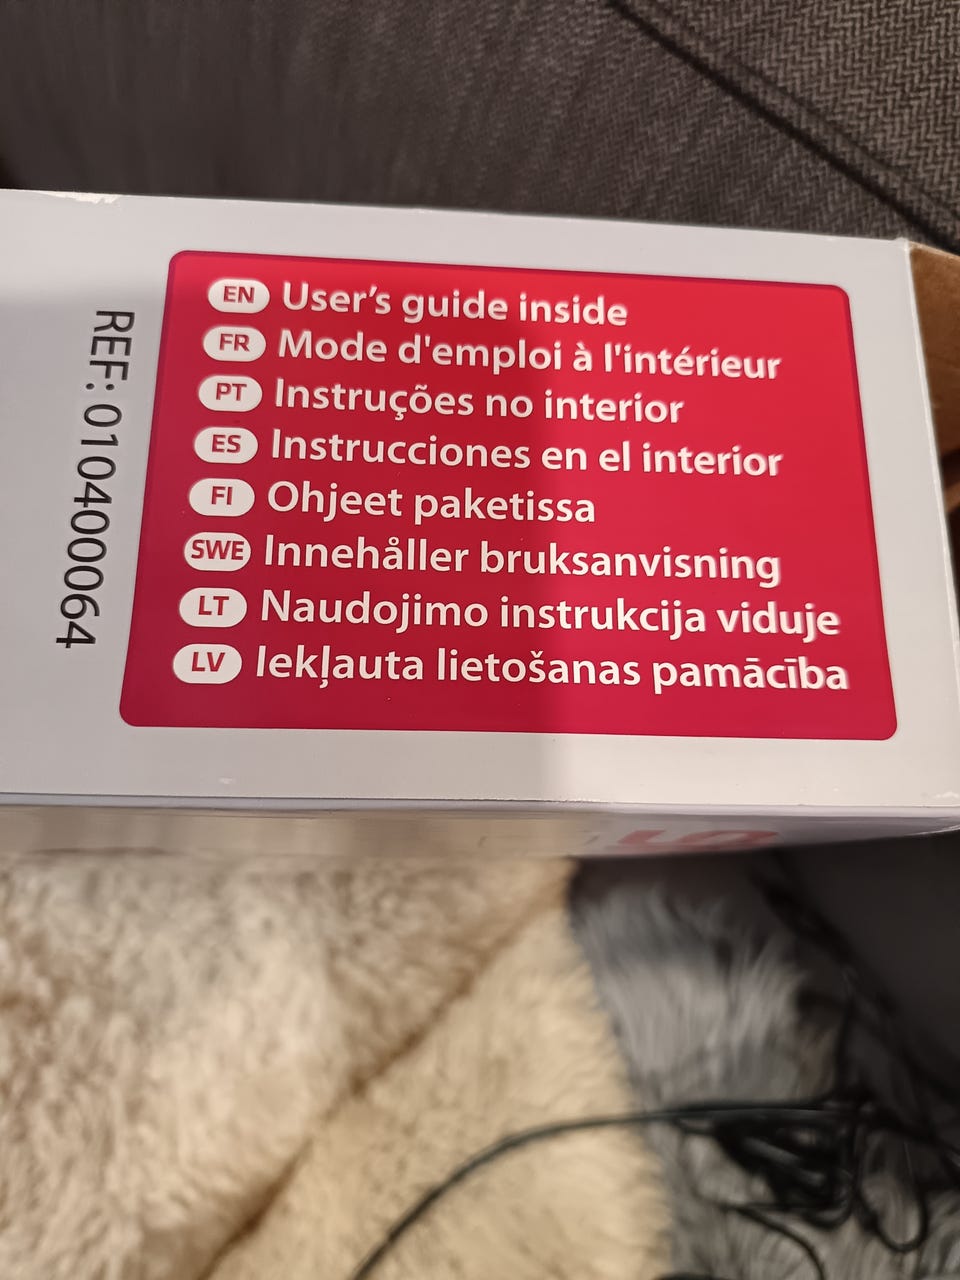 EN User's guide inside
FR Mode d'emploi à l'intérieur
PT Instruções no interior
ES Instrucciones en el interior
FI Ohjeet paketissa
SWE Innehåller bruksanvisning
LT Naudojimo instrukcija viduje
LV Iekļauta lietošanas pamācība
REF: 010400064